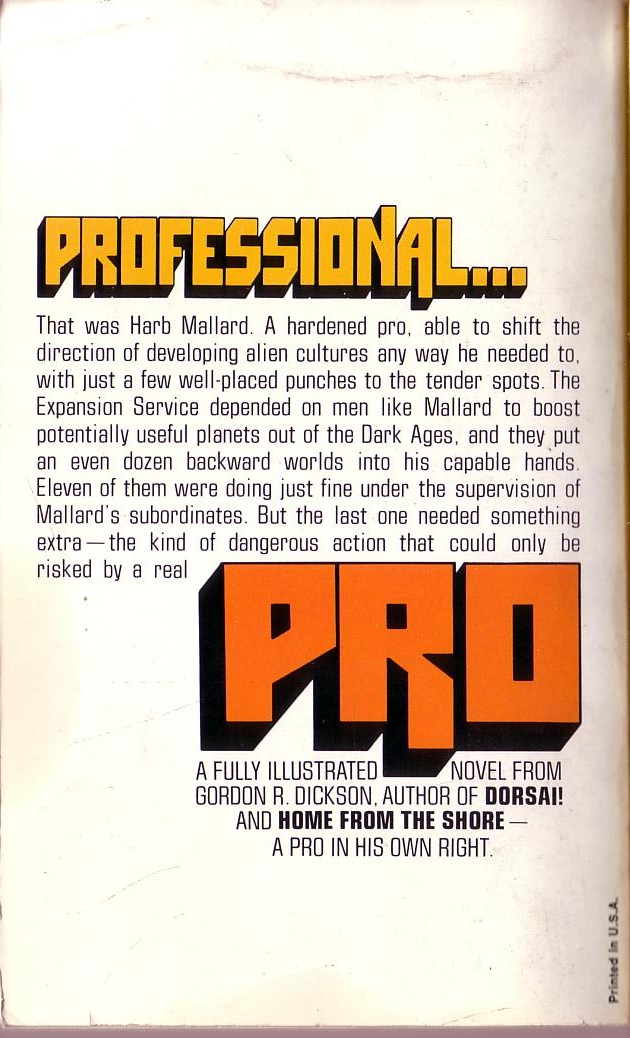 PROFESSIONAL...
That was Harb Mallard. A hardened pro, able to shift the
direction of developing alien cultures any way he needed to,
with just a few well-placed punches to the tender spots. The
Expansion Service depended on men like Mallard to boost
potentially useful planets out of the Dark Ages, and they put
an even dozen backward worlds into his capable hands.
Eleven of them were doing just fine under the supervision of
Mallard's subordinates. But the last one needed something
extra—the kind of dangerous action that could only be
risked by a real
PRO
A FULLY ILLUSTRATED NOVEL FROM
GORDON R. DICKSON, AUTHOR OF DORSAI!
AND HOME FROM THE SHORE —
A PRO IN HIS OWN RIGHT.
Printed in U.S.A.